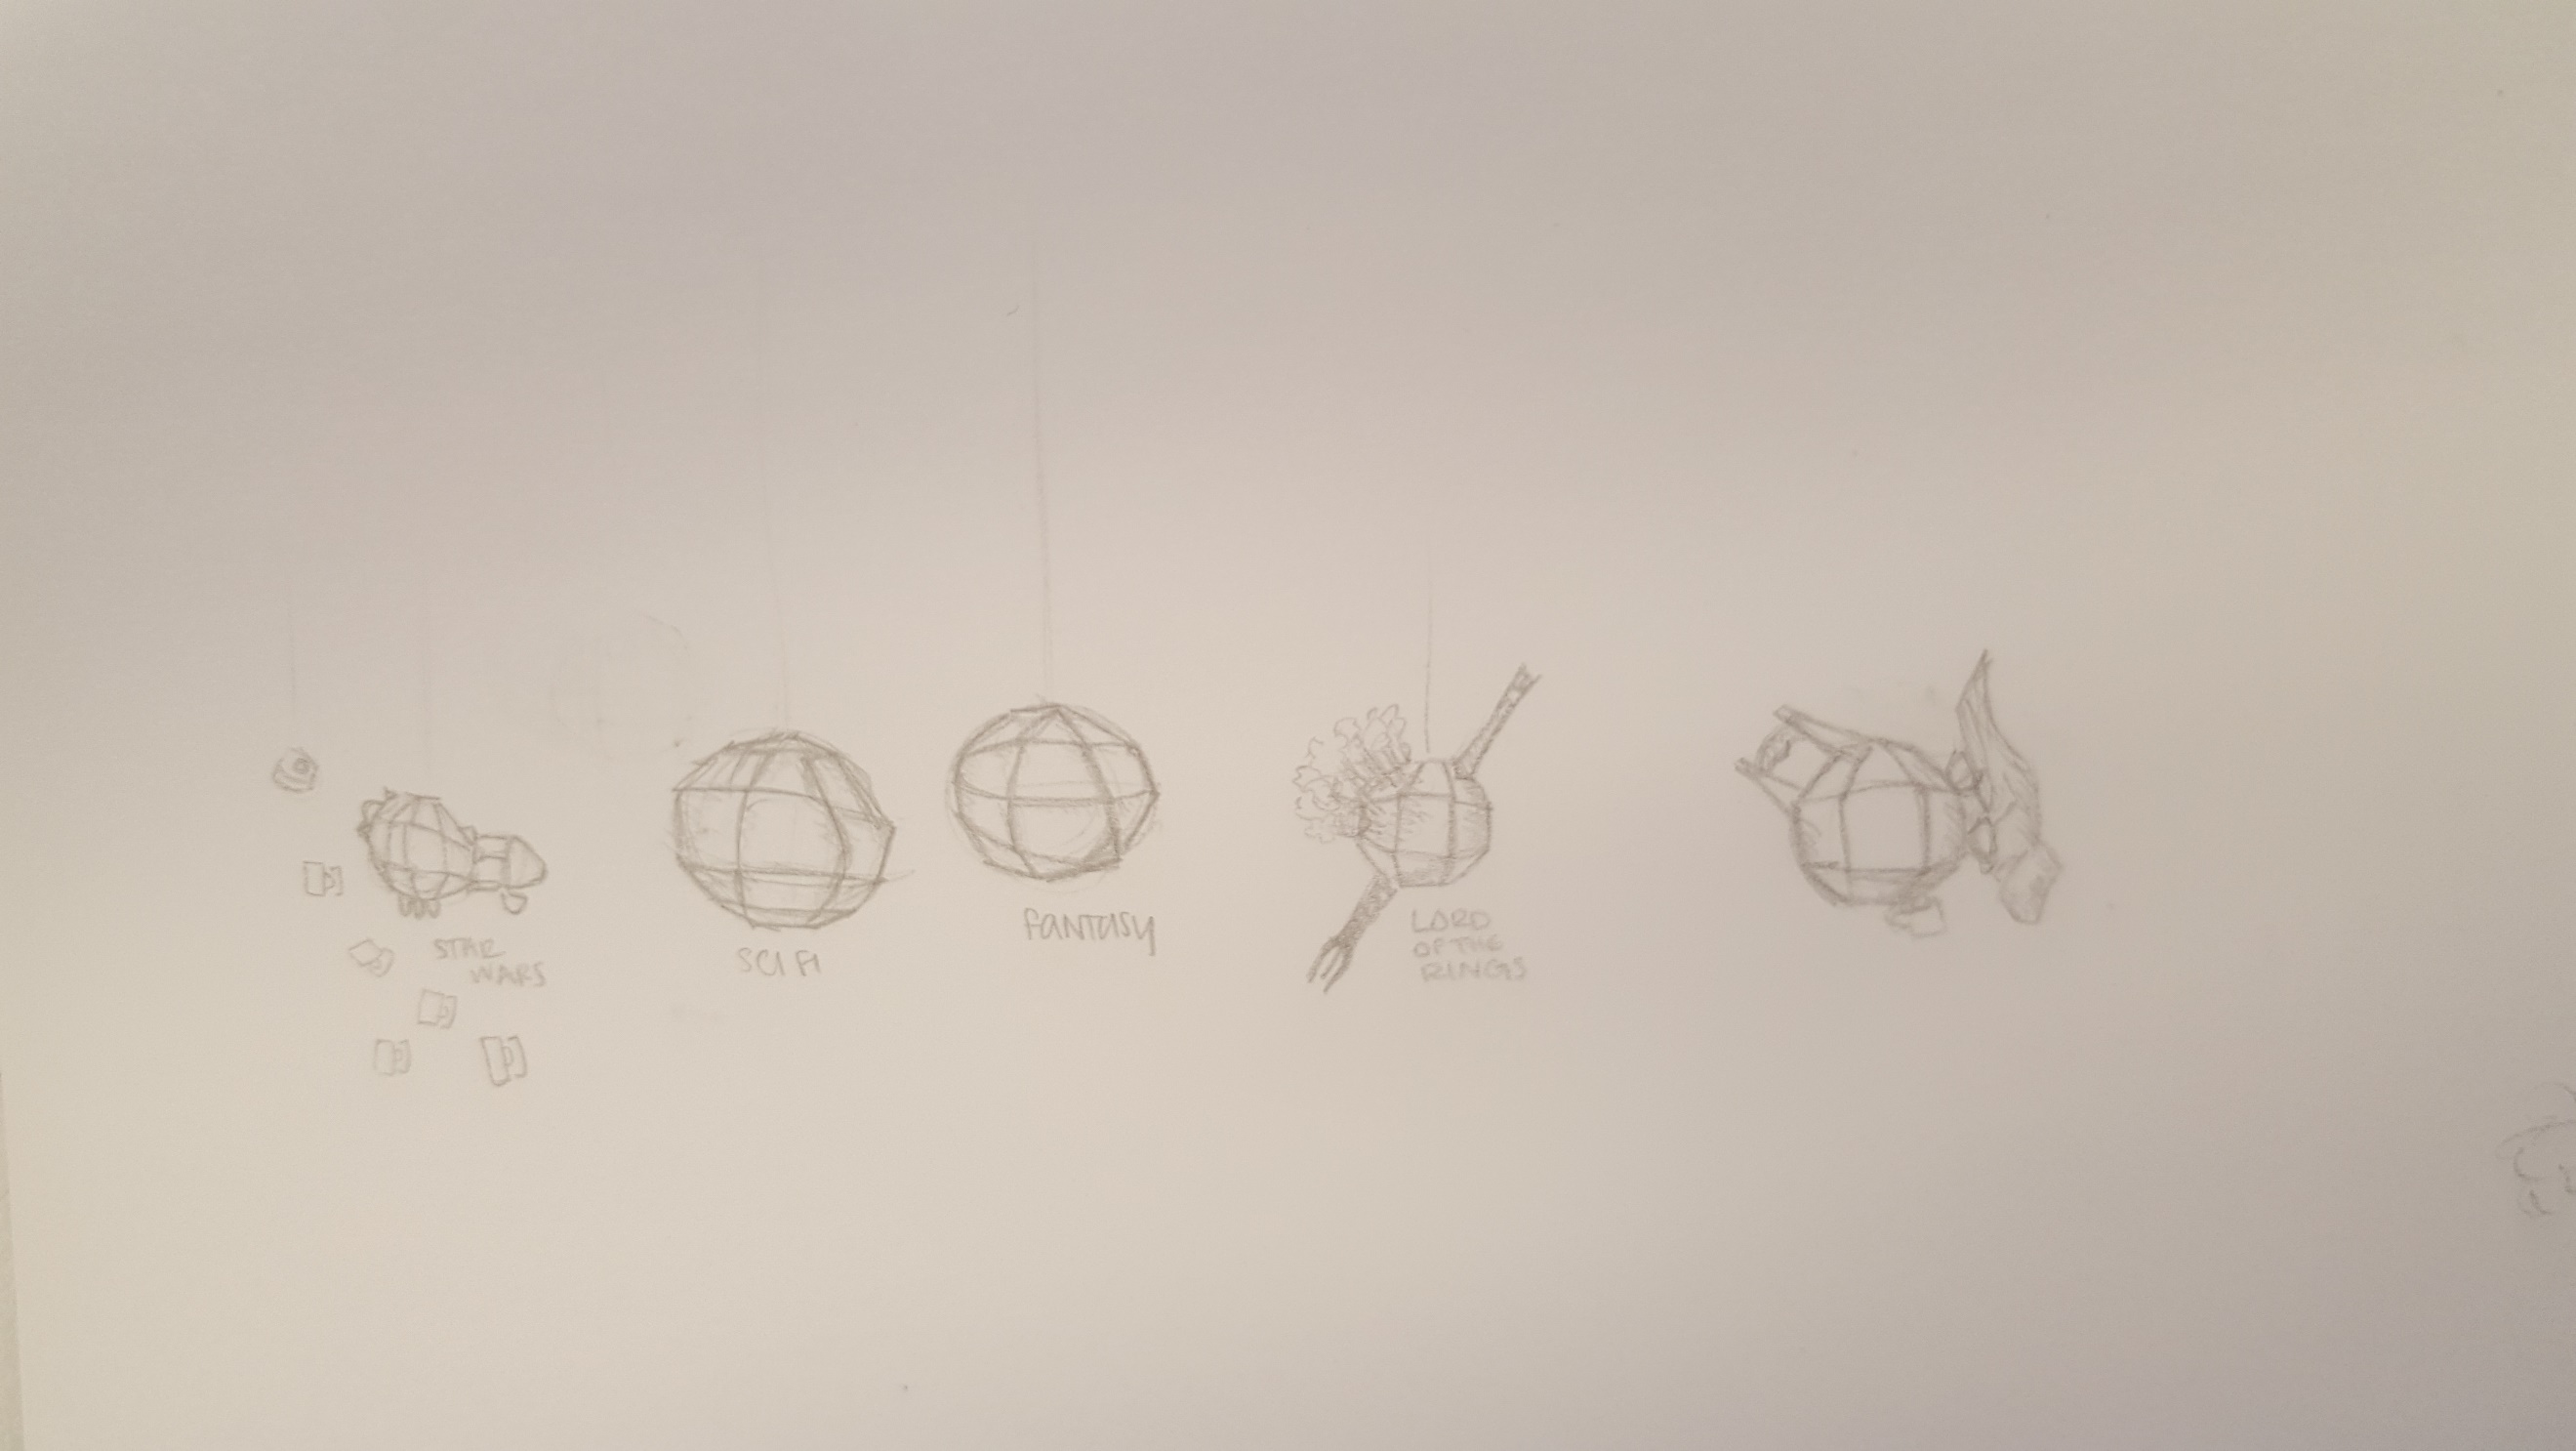 STAR
WARS
SCI FI
FANTASY
LORD
OF THE
RINGS